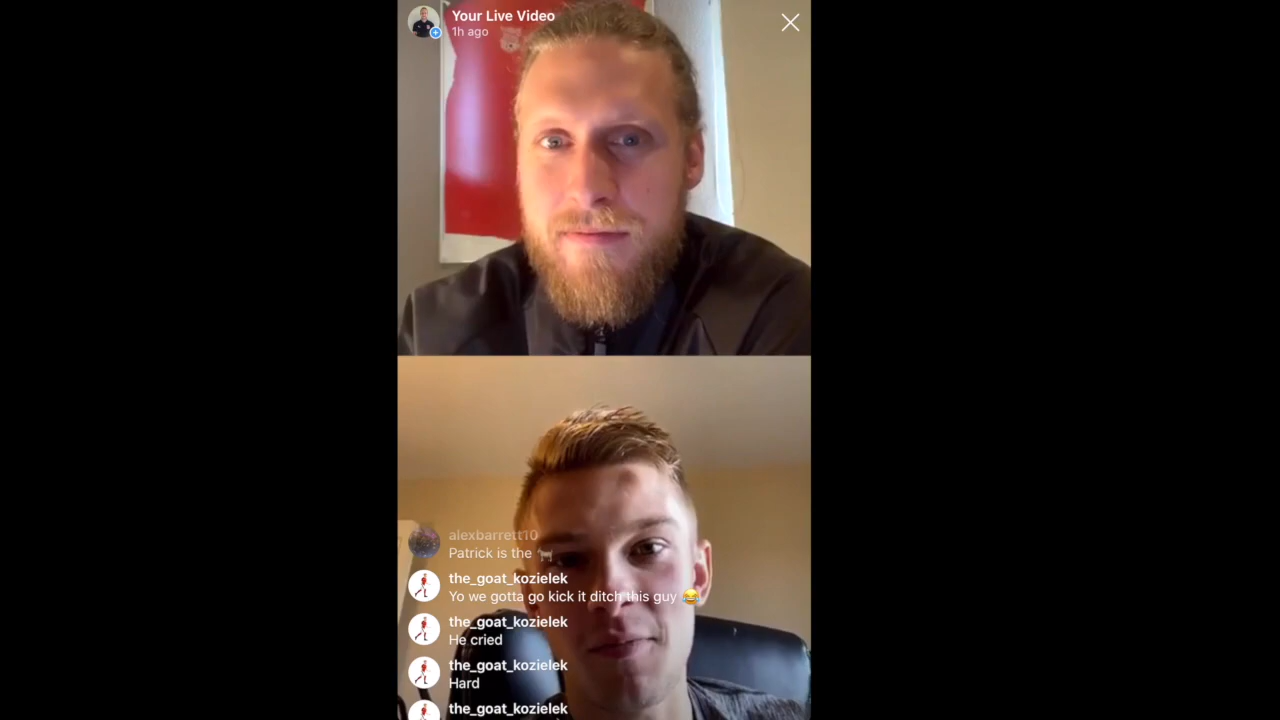 Your Live Video
1h ago
alexbarrett10
Patrick is the 🐐
the_goat_kozielek
Yo we gotta go kick it ditch this guy 😂
the_goat_kozielek
He cried
the_goat_kozielek
Hard
the_goat_kozielek